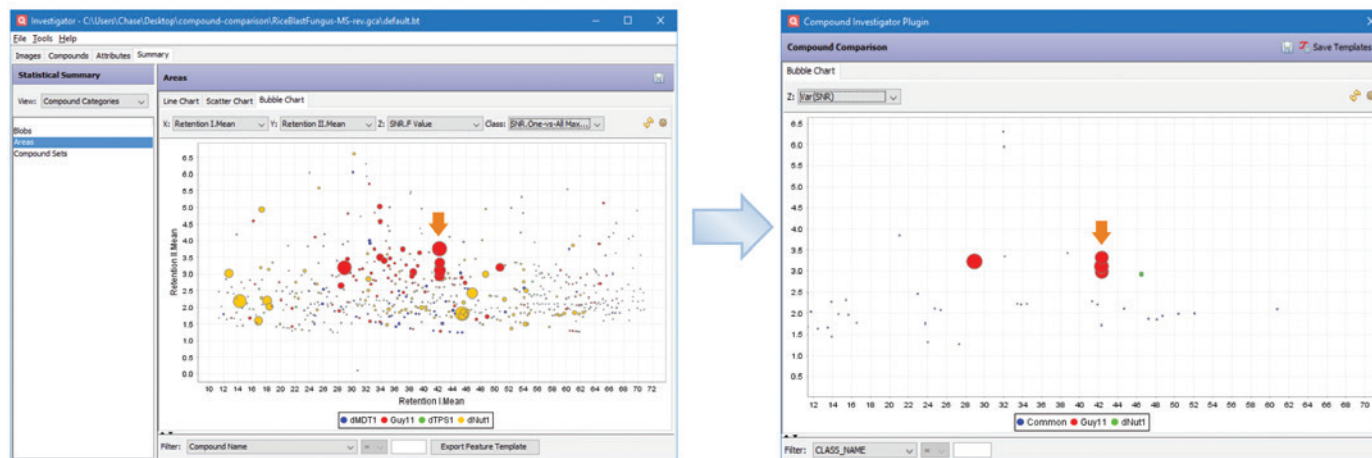 Investigator - C:\Users\Chase\Desktop\compound-comparison\RiceBlastFungus-MS-rev.gca\default.bt
File Tools Help
Images Compounds Attributes Summary
Statistical Summary
View: Compound Categories
Blobs
Areas
Compound Sets
Areas
Line Chart Scatter Chart Bubble Chart
X: Retention I.Mean Y: Retention II.Mean Z: SNR.F Value Class: SNR.One-vs-All Max...
Retention II.Mean
6.5
6.0
5.5
5.0
4.5
4.0
3.5
3.0
2.5
2.0
1.5
1.0
0.5
0.0
10 12 14 16 18 20 22 24 26 28 30 32 34 36 38 40 42 44 46 48 50 52 54 56 58 60 62 64 66 68 70 72
Retention I.Mean
dMDT1 Guy11 dTPS1 dNut1
Filter: Compound Name = Export Feature Template
Compound Investigator Plugin
Compound Comparison
Save Templates
Bubble Chart
Z: Var(SNR)
6.5
6.0
5.5
5.0
4.5
4.0
3.5
3.0
2.5
2.0
1.5
1.0
0.5
12 14 16 18 20 22 24 26 28 30 32 34 36 38 40 42 44 46 48 50 52 54 56 58 60 62 64 66 68 70
Common Guy11 dNut1
Filter: CLASS_NAME =